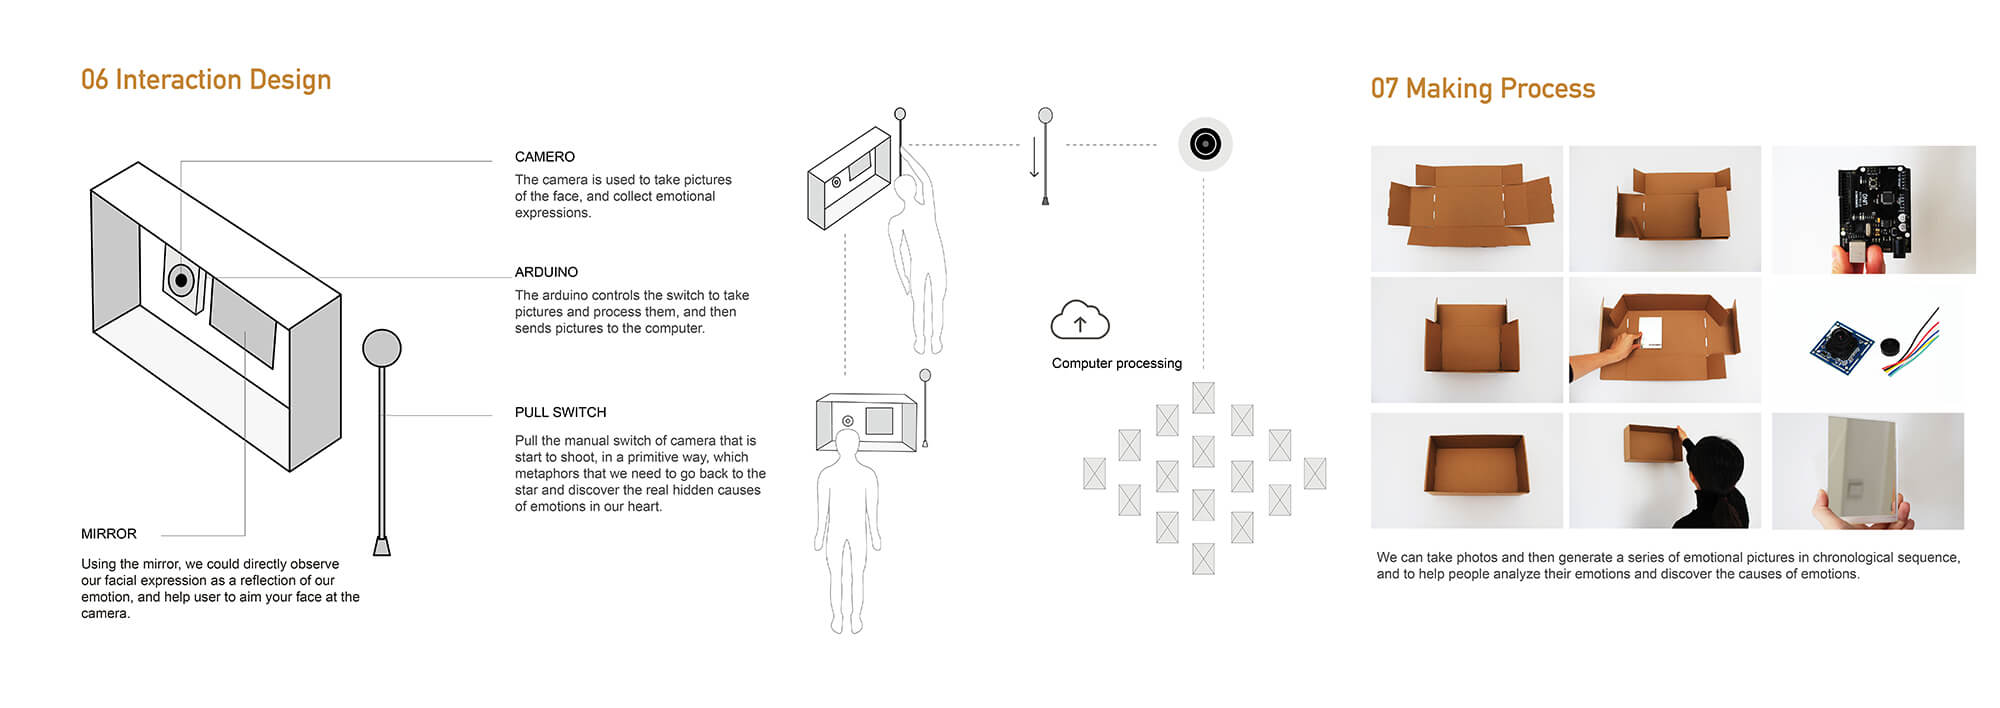 06 Interaction Design
CAMERO
The camera is used to take pictures
of the face, and collect emotional
expressions.
ARDUINO
The arduino controls the switch to take
pictures and process them, and then
sends pictures to the computer.
PULL SWITCH
Pull the manual switch of camera that is
start to shoot, in a primitive way, which
metaphors that we need to go back to the
star and discover the real hidden causes
of emotions in our heart.
MIRROR
Using the mirror, we could directly observe
our facial expression as a reflection of our
emotion, and help user to aim your face at the
camera.
Computer processing
07 Making Process
We can take photos and then generate a series of emotional pictures in chronological sequence,
and to help people analyze their emotions and discover the causes of emotions.